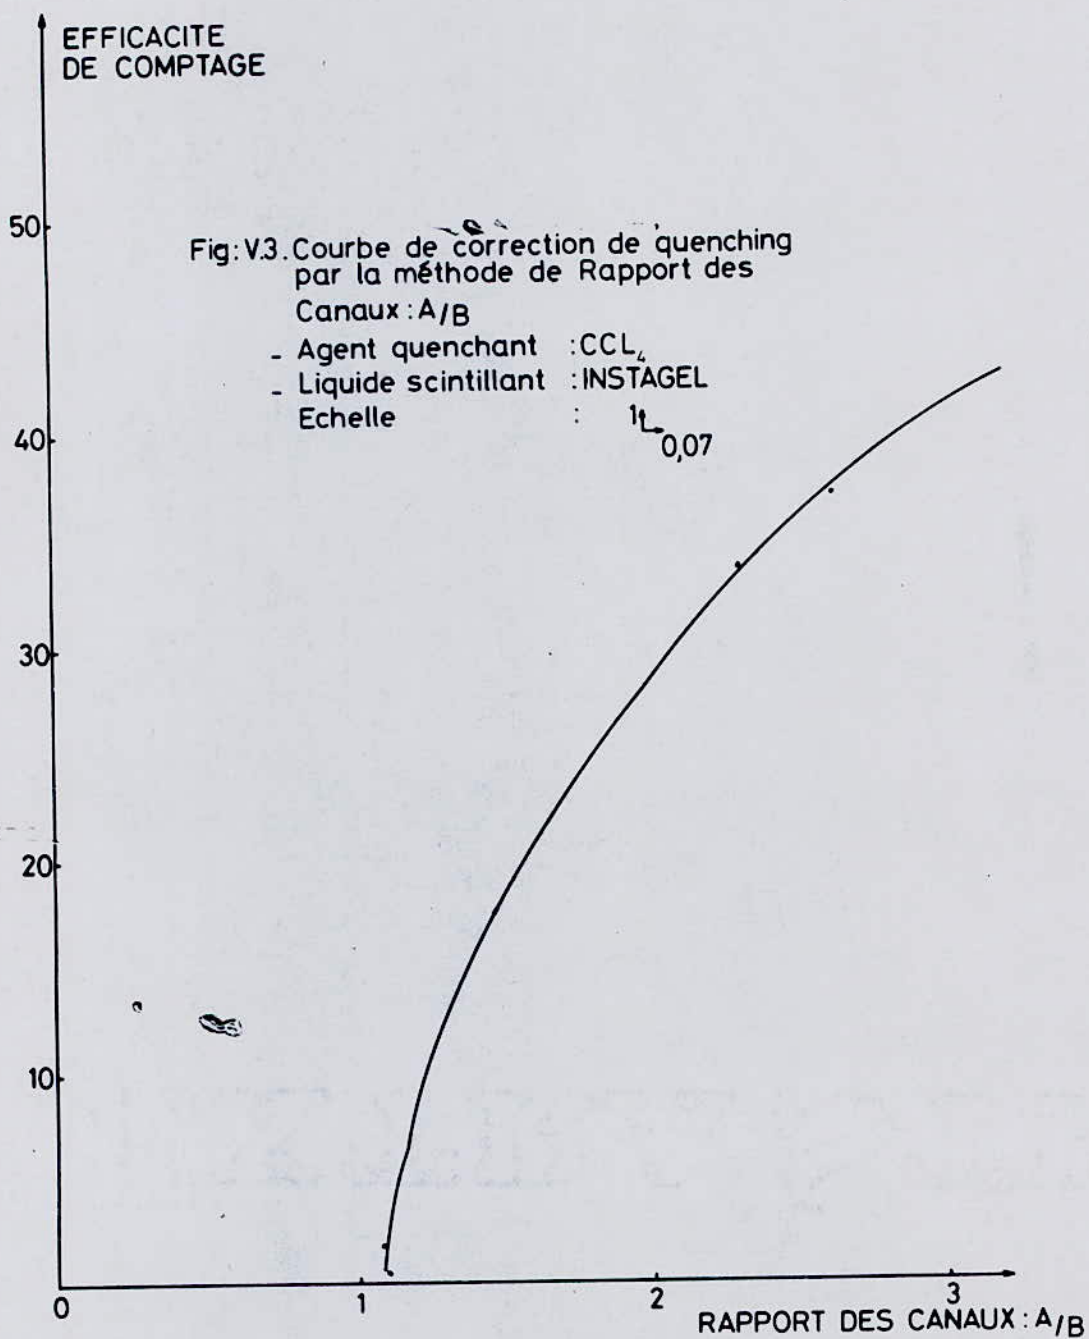 EFFICACITE
DE COMPTAGE
50
Fig: V.3. Courbe de correction de quenching
par la méthode de Rapport des
Canaux : A/B
- Agent quenchant : CCL₄
- Liquide scintillant : INSTAGEL
Echelle : 1
0,07
40
30
20
10
0 1 2 3
RAPPORT DES CANAUX : A/B